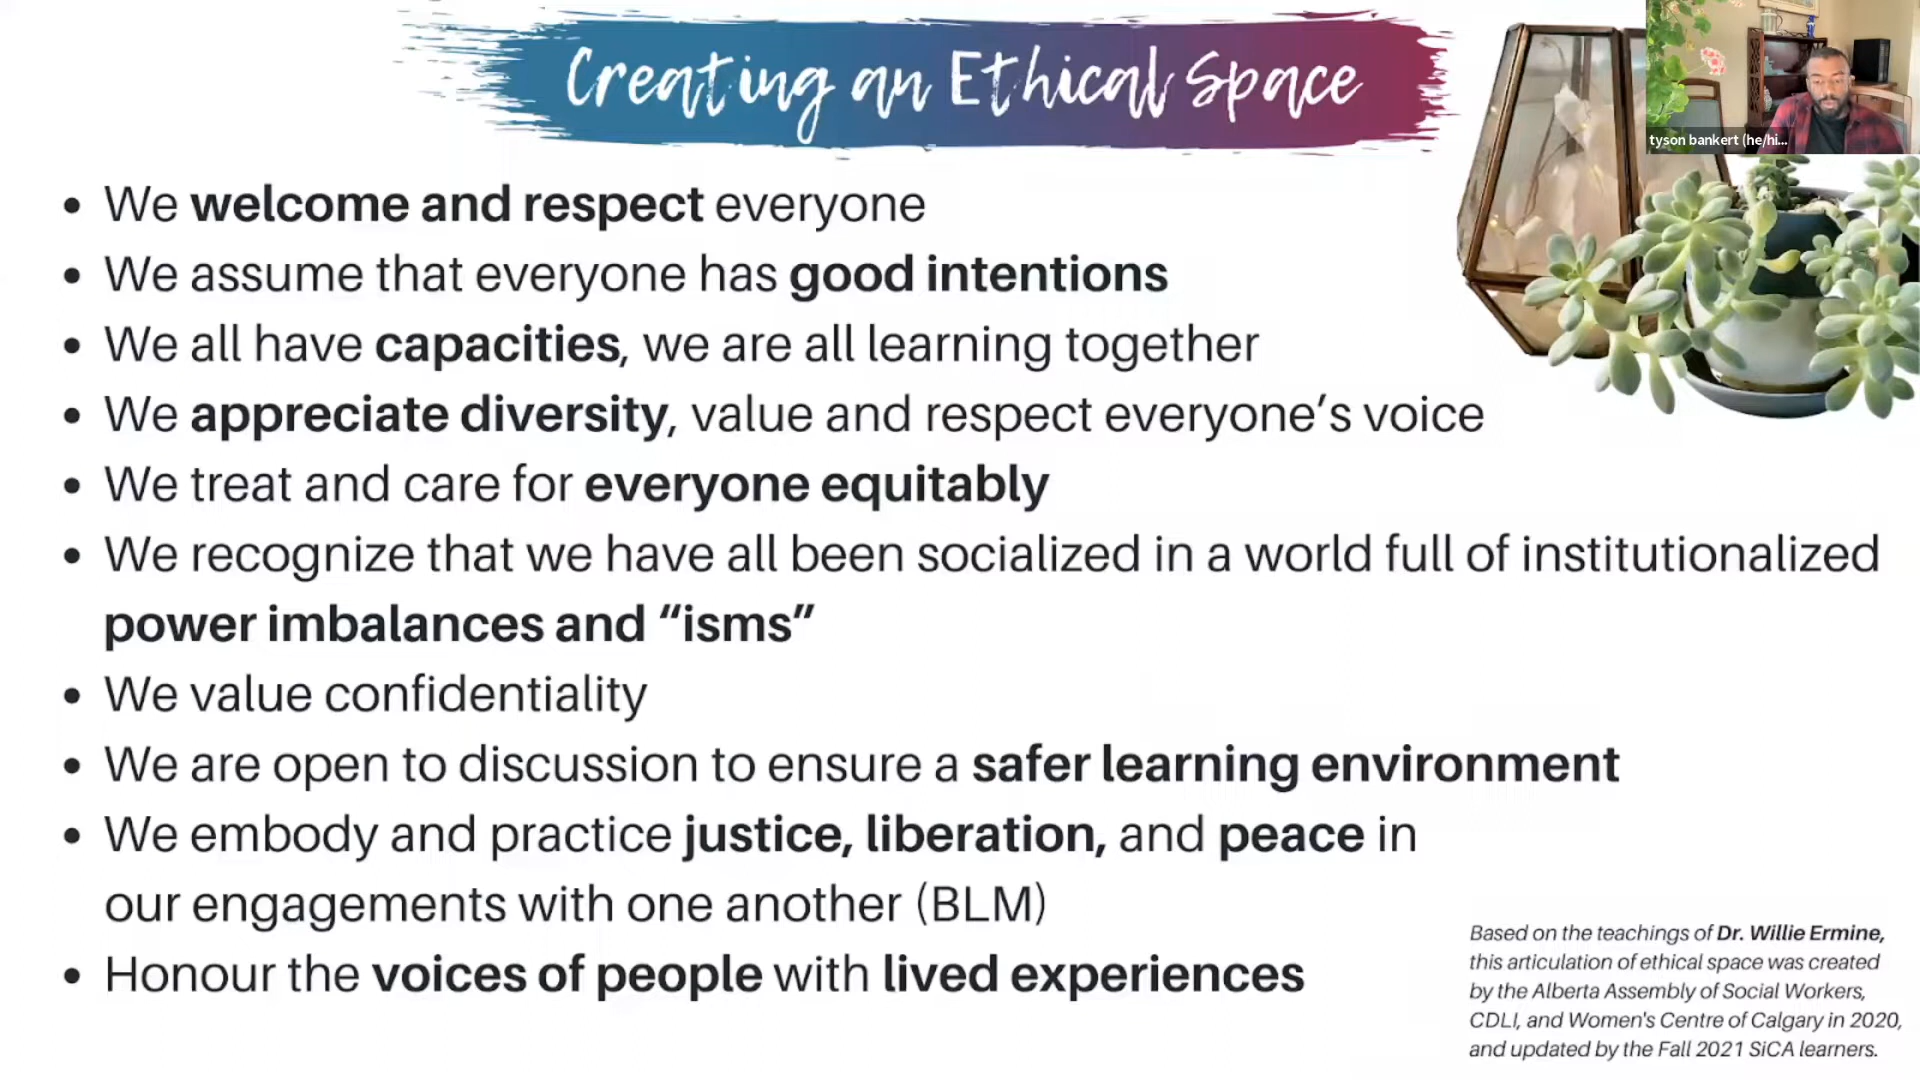 Creating an Ethical Space
tyson bankert (he/hi...
• We welcome and respect everyone
• We assume that everyone has good intentions
• We all have capacities, we are all learning together
• We appreciate diversity, value and respect everyone’s voice
• We treat and care for everyone equitably
• We recognize that we have all been socialized in a world full of institutionalized
power imbalances and “isms”
• We value confidentiality
• We are open to discussion to ensure a safer learning environment
• We embody and practice justice, liberation, and peace in
our engagements with one another (BLM)
• Honour the voices of people with lived experiences
Based on the teachings of Dr. Willie Ermine,
this articulation of ethical space was created
by the Alberta Assembly of Social Workers,
CDLI, and Women's Centre of Calgary in 2020,
and updated by the Fall 2021 SiCA learners.